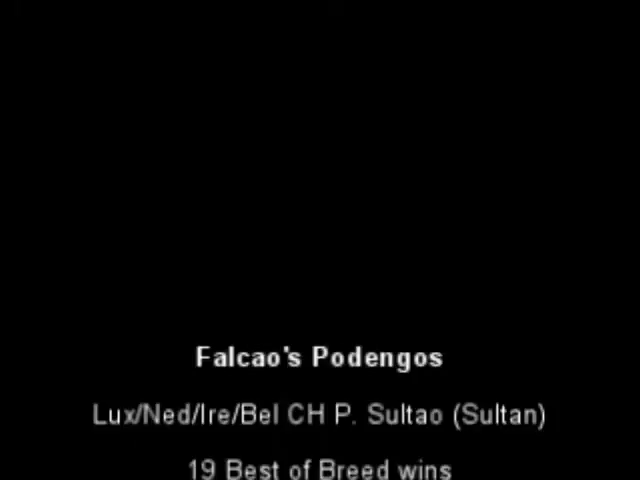 Falcao's Podengos
Lux/Ned/Ire/Bel CH P. Sultao (Sultan)
19 Best of Breed wins